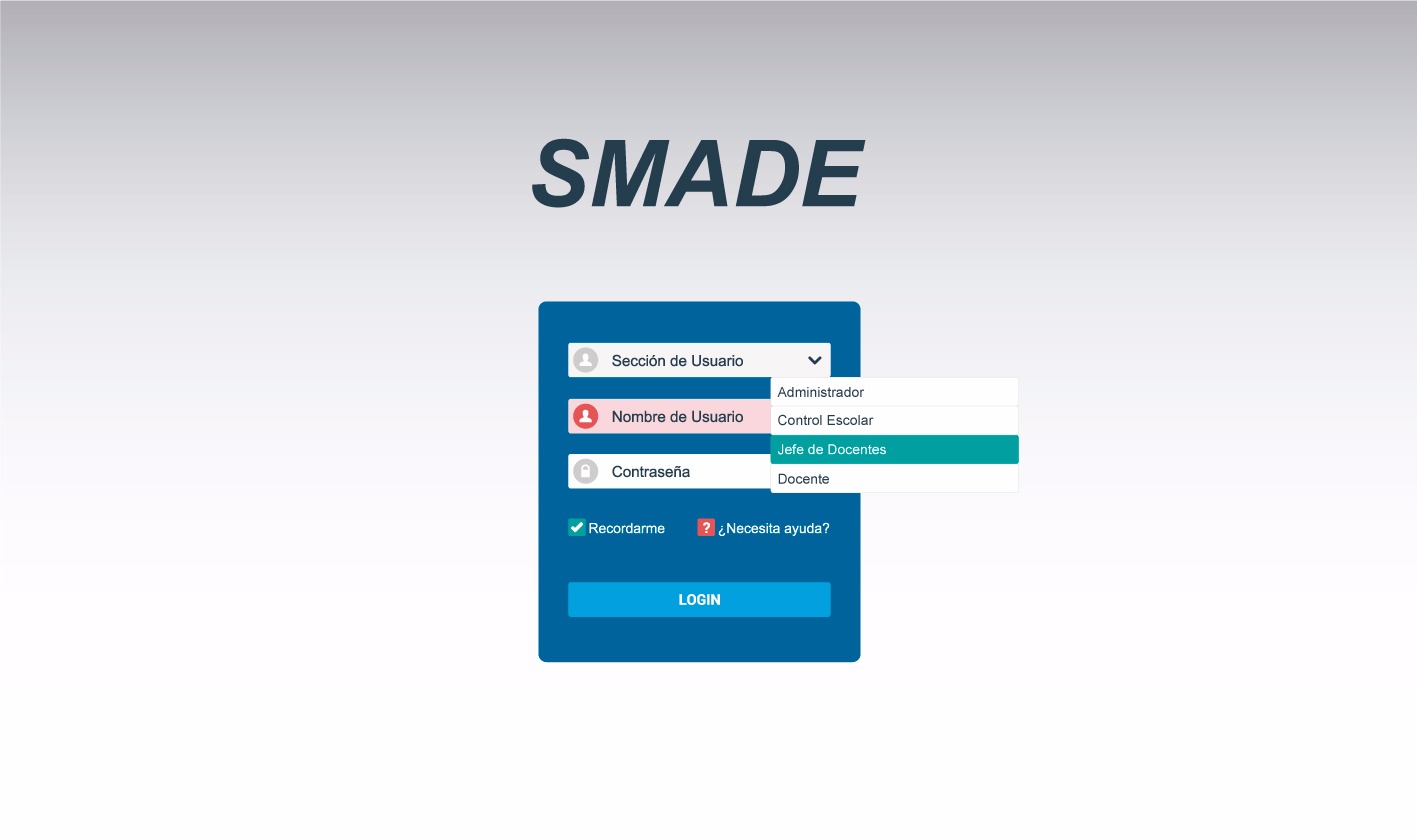 SMADE
Sección de Usuario
Administrador
Nombre de Usuario
Control Escolar
Jefe de Docentes
Contraseña
Docente
Recordarme
? ¿Necesita ayuda?
LOGIN